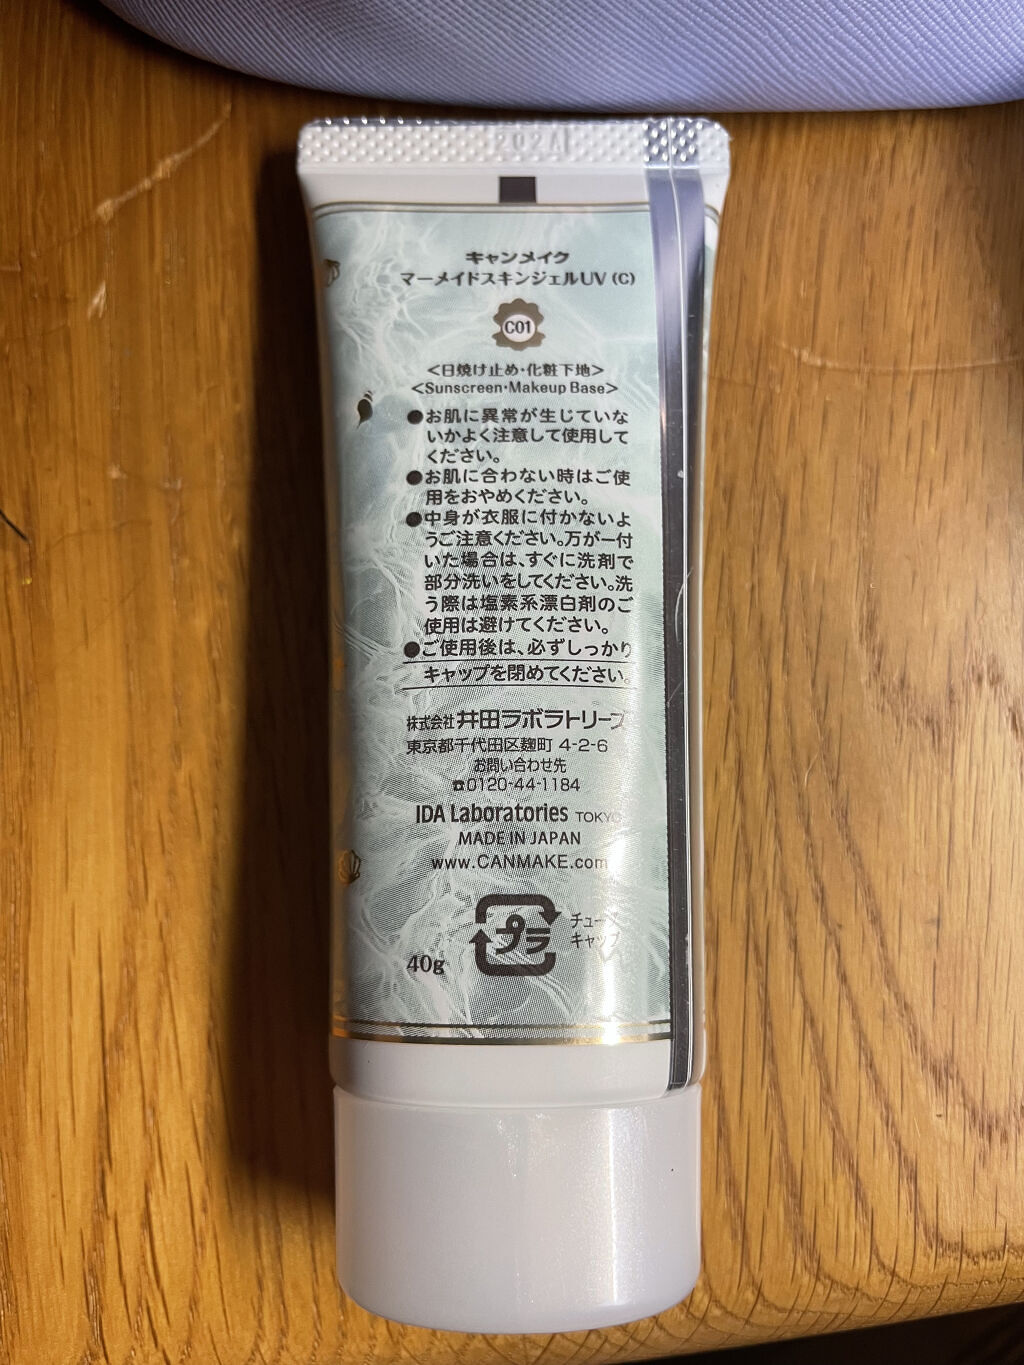 キャンメイク
マーメイドスキンジェルUV (C)
C01
<日焼け止め・化粧下地>
<Sunscreen・Makeup Base>
●お肌に異常が生じていな
いかよく注意して使用して
ください。
●お肌に合わない時はご使
用をおやめください。
●中身が衣服に付かないよ
うご注意ください。万が一付
いた場合は、すぐに洗剤で
部分洗いをしてください。洗
う際は塩素系漂白剤のご
使用は避けてください。
●ご使用後は、必ずしっかり
キャップを閉めてください。
株式会社 井田ラボラトリーズ
東京都千代田区麹町 4-2-6
お問い合わせ先
☎0120-44-1184
IDA Laboratories TOKYO
MADE IN JAPAN
www.CANMAKE.com
プラ
キャップ
40g